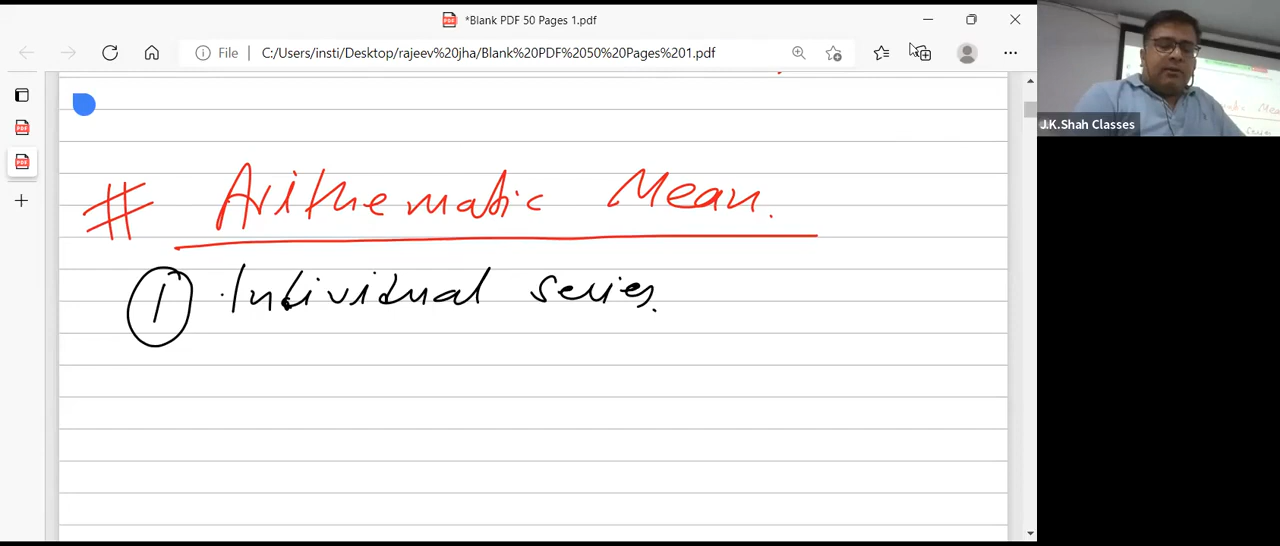 *Blank PDF 50 Pages 1.pdf
File C:/Users/insti/Desktop/rajeev%20jha/Blank%20PDF%2050%20Pages%201.pdf
J.K.Shah Classes
# Arithematic Mean.
① Individual series.